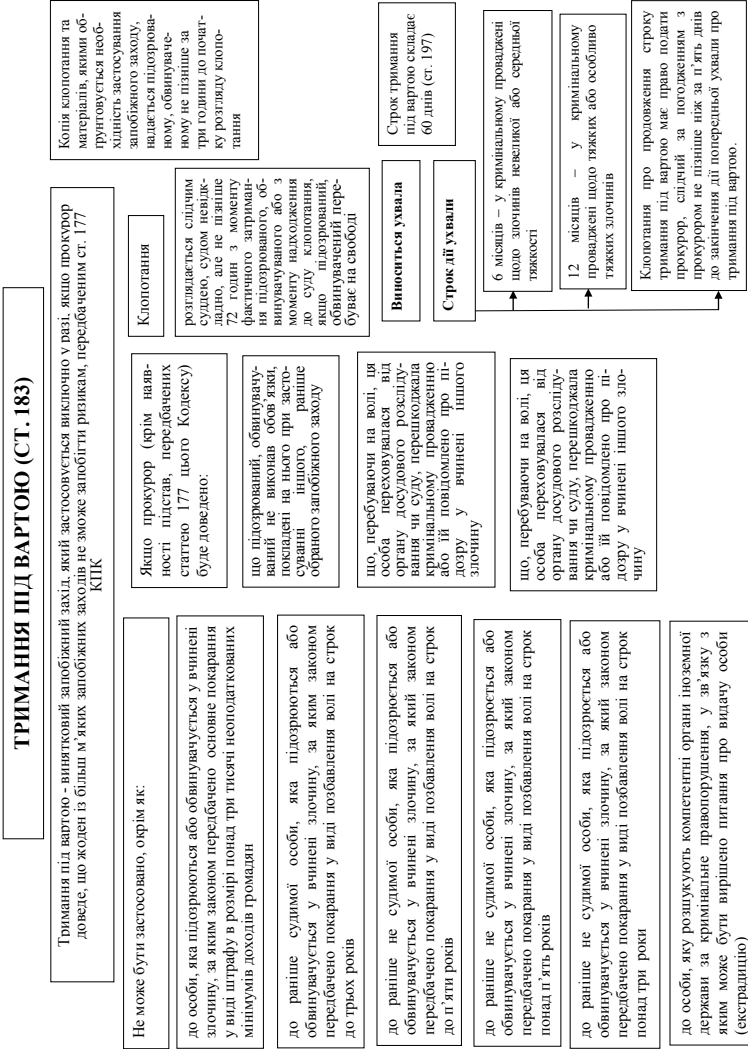 ТРИМАННЯ ПІД ВАРТОЮ (СТ. 183)
Тримання під вартою - винятковий запобіжний захід, який застосовується виключно у разі, якщо прокурор
доведе, що жоден із більш м’яких запобіжних заходів не зможе запобігти ризикам, передбаченим ст. 177
КПК
Не може бути застосовано, окрім як:
до особи, яка підозрюються або обвинувачується у вчинені
злочину, за яким законом передбачено основне покарання
у виді штрафу в розмірі понад три тисячі неоподаткованих
мінімумів доходів громадян
до раніше судимої особи, яка підозрюються або
обвинувачується у вчинені злочину, за яким законом
передбачено покарання у виді позбавлення волі на строк
до трьох років
до раніше не судимої особи, яка підозрюється або
обвинувачується у вчинені злочину, за який законом
передбачено покарання у виді позбавлення волі на строк
до п’яти років
до раніше не судимої особи, яка підозрюється або
обвинувачується у вчинені злочину, за який законом
передбачено покарання у виді позбавлення волі на строк
понад п’ять років
до раніше не судимої особи, яка підозрюється або
обвинувачується у вчинені злочину, за який законом
передбачено покарання у виді позбавлення волі на строк
понад три роки
до особи, яку розшукують компетентні органи іноземної
держави за кримінальне правопорушення, у зв’язку з
яким може бути вирішено питання про видачу особи
(екстрадицію)
Якщо прокурор (крім наяв-
ності підстав, передбачених
статтею 177 цього Кодексу)
буде доведено:
що підозрюваний, обвинувачу-
ваний не виконав обов’язки,
покладені на нього при засто-
суванні іншого, раніше
обраного запобіжного заходу
що, перебуваючи на волі, ця
особа переховувалася від
органу досудового розсліду-
вання чи суду, перешкоджала
кримінальному провадженню
або їй повідомлено про пі-
дозру у вчинені іншого
злочину
що, перебуваючи на волі, ця
особа переховувалася від
органу досудового розсліду-
вання чи суду, перешкоджала
кримінальному провадженню
або їй повідомлено про пі-
дозру у вчинені іншого зло-
чину
Клопотання
розглядається слідчим
суддею, судом невідк-
ладно, але не пізніше
72 годин з моменту
фактичного затриман-
ня підозрюваного, об-
винувачуваного або з
моменту надходження
до суду клопотання,
якщо підозрюваний,
обвинувачений пере-
буває на свободі
Виноситься ухвала
Строк дії ухвали
Копія клопотання та
матеріалів, якими об-
ґрунтовується необ-
хідність застосування
запобіжного заходу,
надається підозрюва-
ному, обвинуваче-
ному не пізніше за
три години до почат-
ку розгляду клопо-
тання
Строк тримання
під вартою складає
60 днів (ст. 197)
6 місяців – у кримінальному проваджені
щодо злочинів невеликої або середньої
тяжкості
12 місяців – у кримінальному
проваджені щодо тяжких або особливо
тяжких злочинів
Клопотання про продовження строку
тримання під вартою має право подати
прокурор, слідчий за погодженням з
прокурором не пізніше ніж за п’ять днів
до закінчення дії попередньої ухвали про
тримання під вартою.